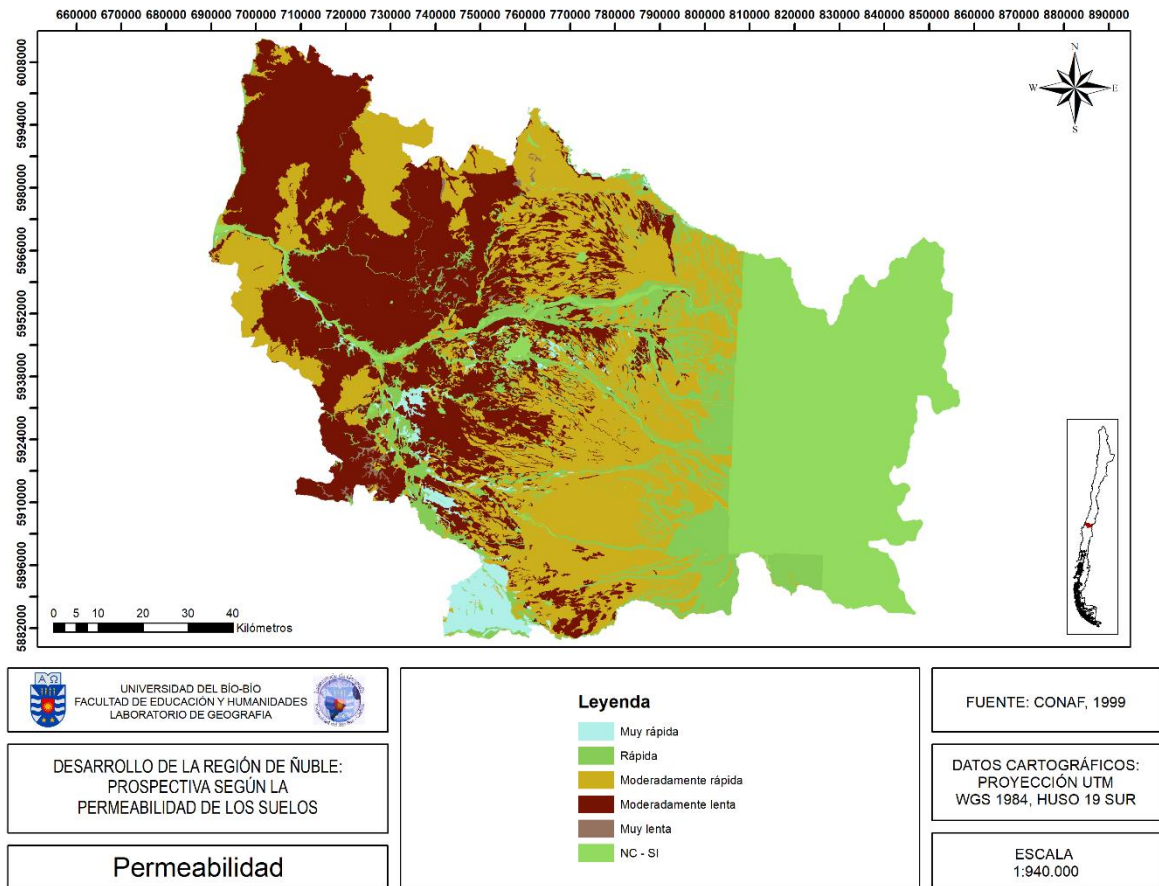 660000 670000 680000 690000 700000 710000 720000 730000 740000 750000 760000 770000 780000 790000 800000 810000 820000 830000 840000 850000 860000 870000 880000 890000
6008000
5994000
5980000
5966000
5952000
5938000
5924000
5910000
5896000
5882000
N
W E
S
0 5 10 20 30 40
Kilómetros
UNIVERSIDAD DEL BÍO-BÍO
FACULTAD DE EDUCACIÓN Y HUMANIDADES
LABORATORIO DE GEOGRAFIA
DESARROLLO DE LA REGIÓN DE ÑUBLE:
PROSPECTIVA SEGÚN LA
PERMEABILIDAD DE LOS SUELOS
Permeabilidad
Leyenda
Muy rápida
Rápida
Moderadamente rápida
Moderadamente lenta
Muy lenta
NC - SI
FUENTE: CONAF, 1999
DATOS CARTOGRÁFICOS:
PROYECCIÓN UTM
WGS 1984, HUSO 19 SUR
ESCALA
1:940.000